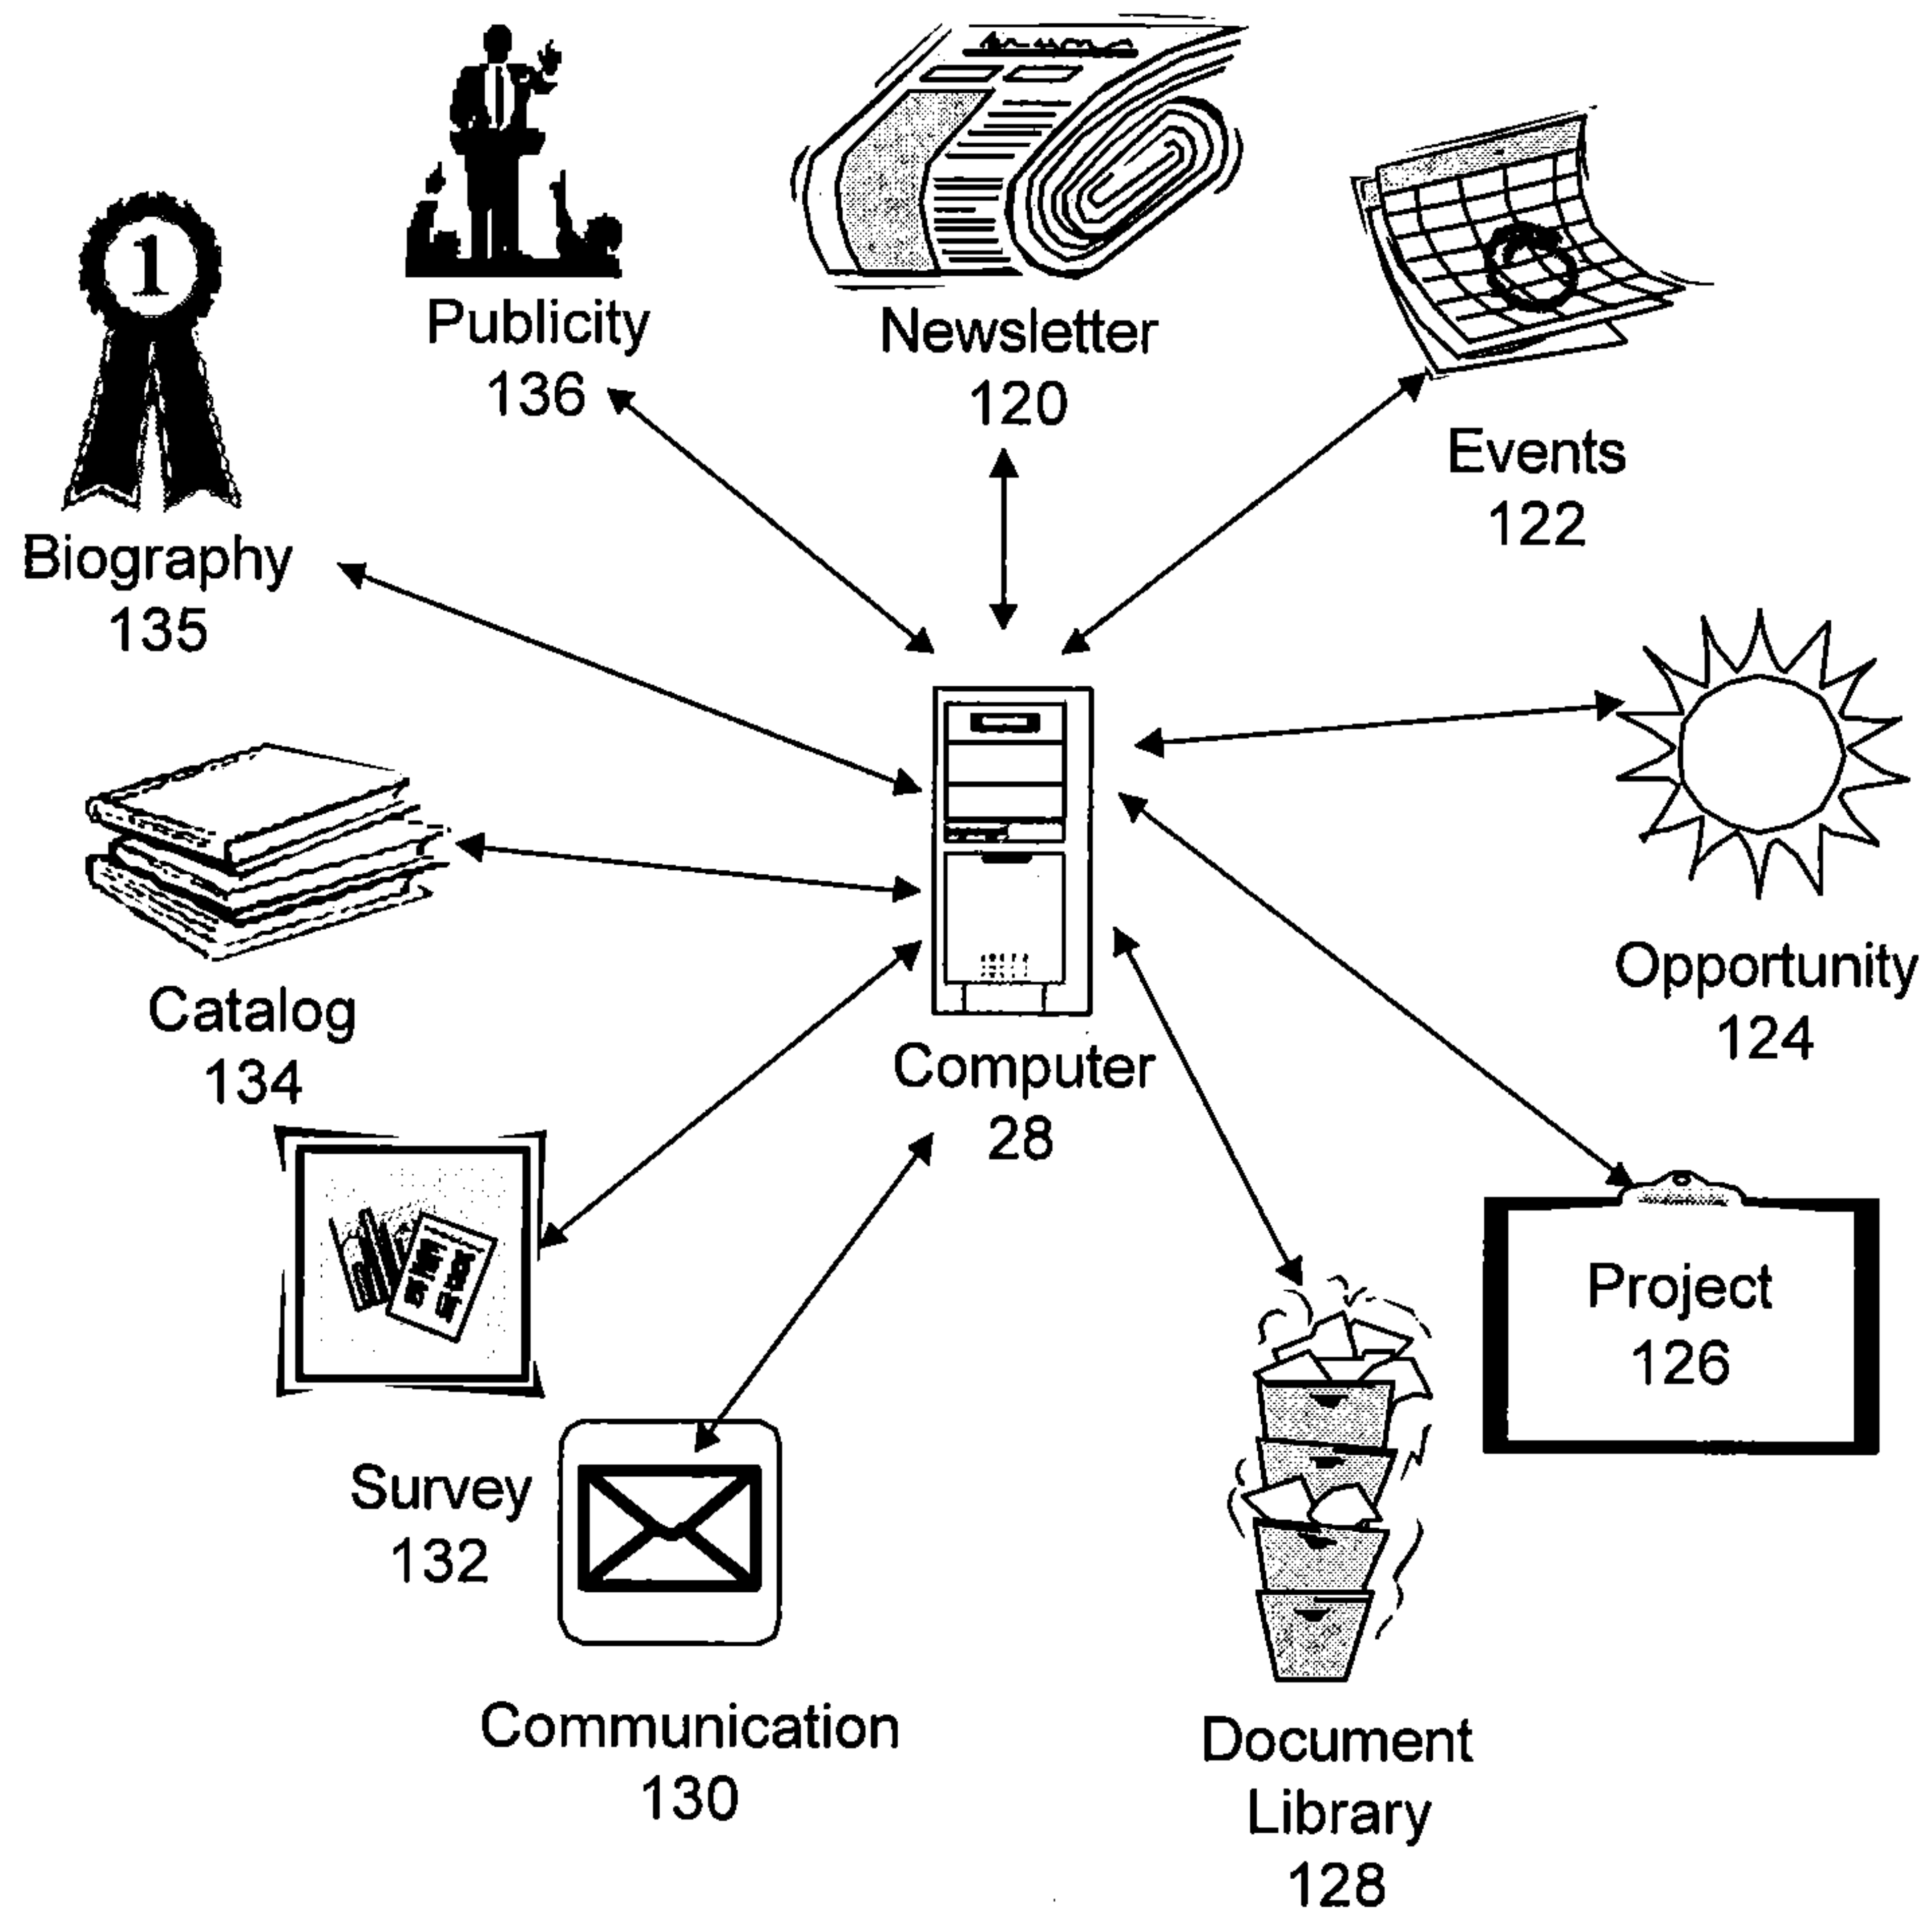 1
Publicity
136
Newsletter
120
Events
122
Biography
135
Opportunity
124
Catalog
134
Computer
28
Project
126
Survey
132
Communication
130
Document
Library
128